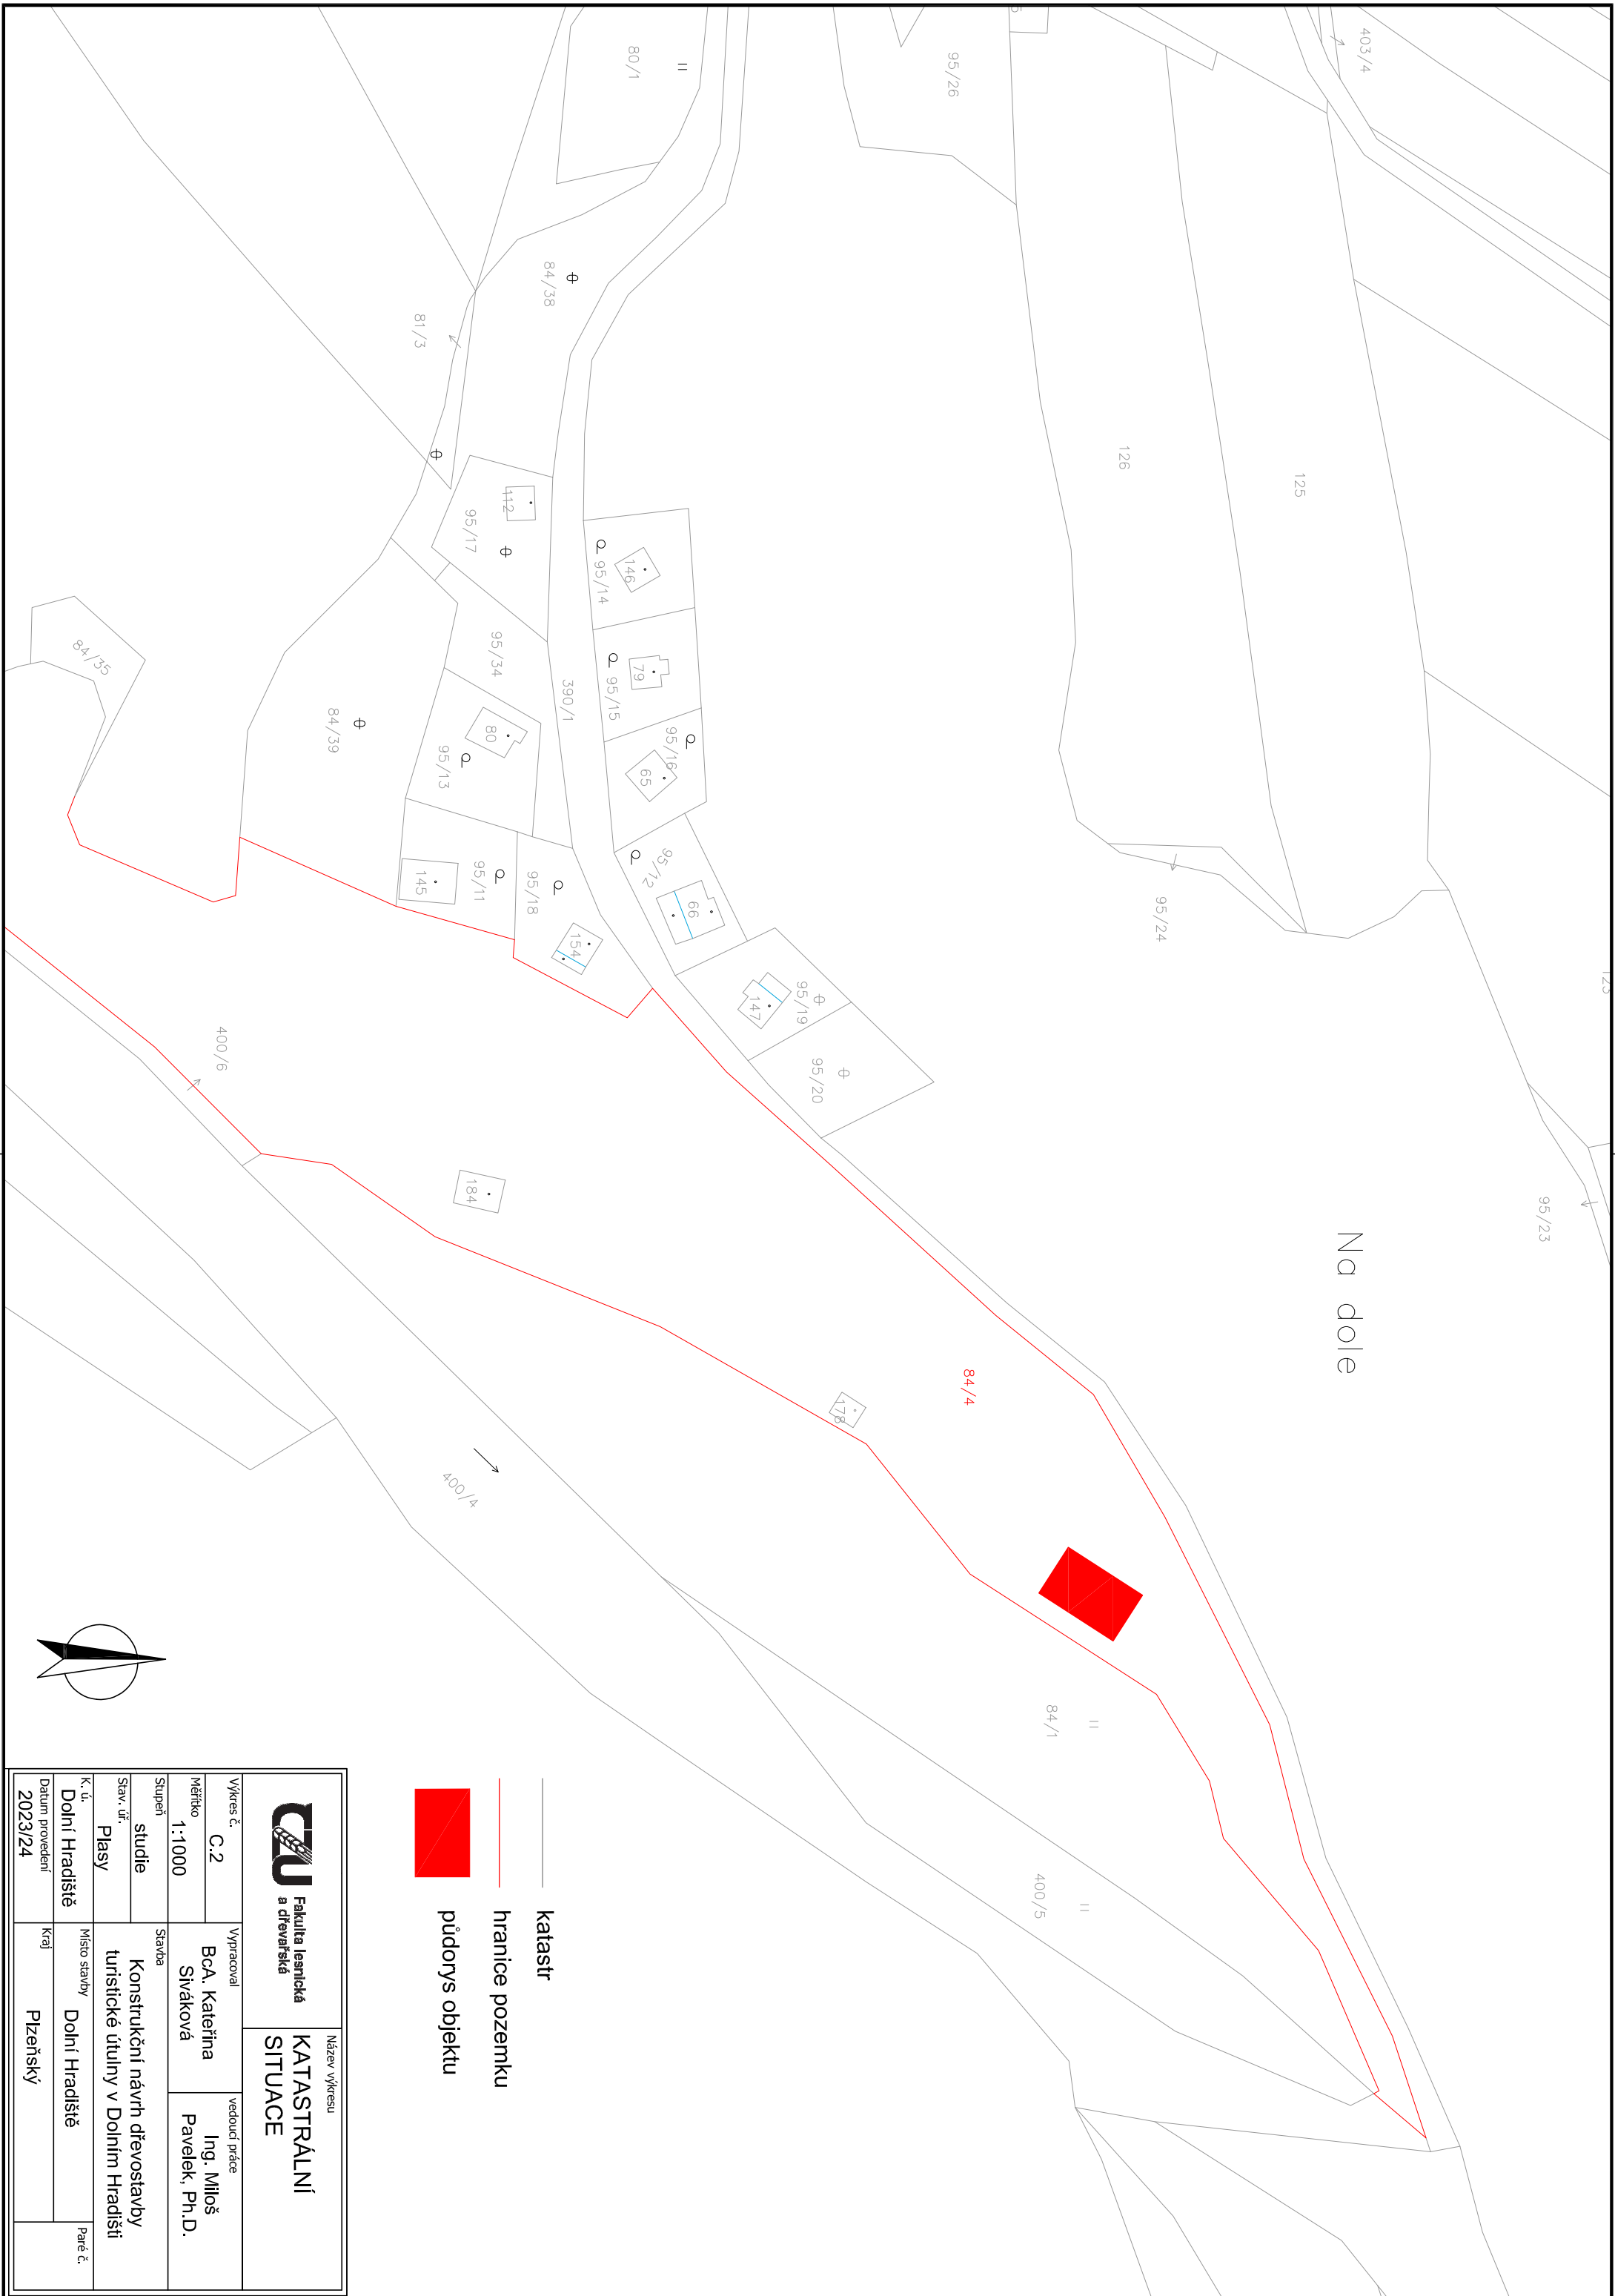 403/4
95/26
80/1
84/38
81/3
126
125
112
95/17
146
95/14
95/34
79
95/15
390/1
84/35
84/39
80
95/13
95/16
65
95/12
66
145
95/11
95/18
154
95/24
123
147
95/19
95/20
400/6
184
95/23
Na dole
84/4
178
400/4
84/1
400/5
katastr
hranice pozemku
půdorys objektu
CZU
Fakulta lesnická
a dřevařská
Název výkresu
KATASTRÁLNÍ
SITUACE
Výkres č.
C.2
Vypracoval
BcA. Kateřina
Siváková
vedoucí práce
Ing. Miloš
Pavelek, Ph.D.
Měřítko
1:1000
Stupeň
studie
Stavba
Konstrukční návrh dřevostavby
turistické útulny v Dolním Hradišti
Stav. úř.
Plasy
K. ú.
Dolní Hradiště
Místo stavby
Dolní Hradiště
Paré č.
Datum provedení
2023/24
Kraj
Plzeňský